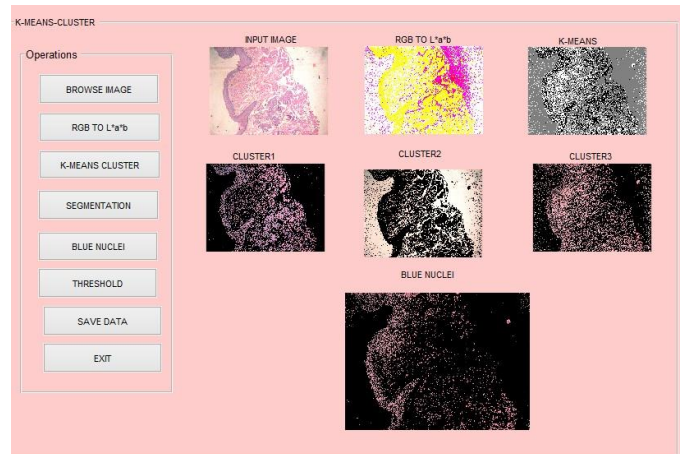 K-MEANS-CLUSTER
Operations
BROWSE IMAGE
RGB TO L*a*b
K-MEANS CLUSTER
SEGMENTATION
BLUE NUCLEI
THRESHOLD
SAVE DATA
EXIT
INPUT IMAGE
RGB TO L*a*b
K-MEANS
CLUSTER1
CLUSTER2
CLUSTER3
BLUE NUCLEI